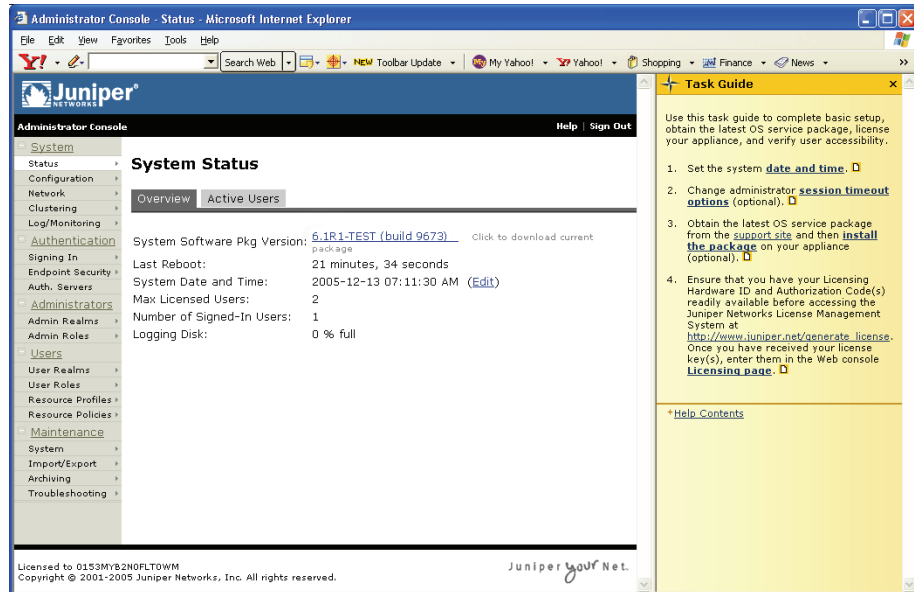 Administrator Console - Status - Microsoft Internet Explorer
File Edit View Favorites Tools Help
Y! Search Web NEW Toolbar Update My Yahoo! Y? Yahoo! Shopping Finance News »
Juniper®
NETWORKS
Administrator Console Help | Sign Out
System
Status
Configuration
Network
Clustering
Log/Monitoring
Authentication
Signing In
Endpoint Security
Auth. Servers
Administrators
Admin Realms
Admin Roles
Users
User Realms
User Roles
Resource Profiles
Resource Policies
Maintenance
System
Import/Export
Archiving
Troubleshooting
System Status
Overview Active Users
System Software Pkg Version: 6.1R1-TEST (build 9673) Click to download current
package
Last Reboot: 21 minutes, 34 seconds
System Date and Time: 2005-12-13 07:11:30 AM (Edit)
Max Licensed Users: 2
Number of Signed-In Users: 1
Logging Disk: 0 % full
Licensed to 0153MYB2N0FLT0WM
Copyright © 2001-2005 Juniper Networks, Inc. All rights reserved.
Juniper your Net.
Task Guide x
Use this task guide to complete basic setup,
obtain the latest OS service package, license
your appliance, and verify user accessibility.
1. Set the system date and time.
2. Change administrator session timeout
options (optional).
3. Obtain the latest OS service package
from the support site and then install
the package on your appliance
(optional).
4. Ensure that you have your Licensing
Hardware ID and Authorization Code(s)
readily available before accessing the
Juniper Networks License Management
System at
http://www.juniper.net/generate_license.
Once you have received your license
key(s), enter them in the Web console
Licensing page.
+Help Contents